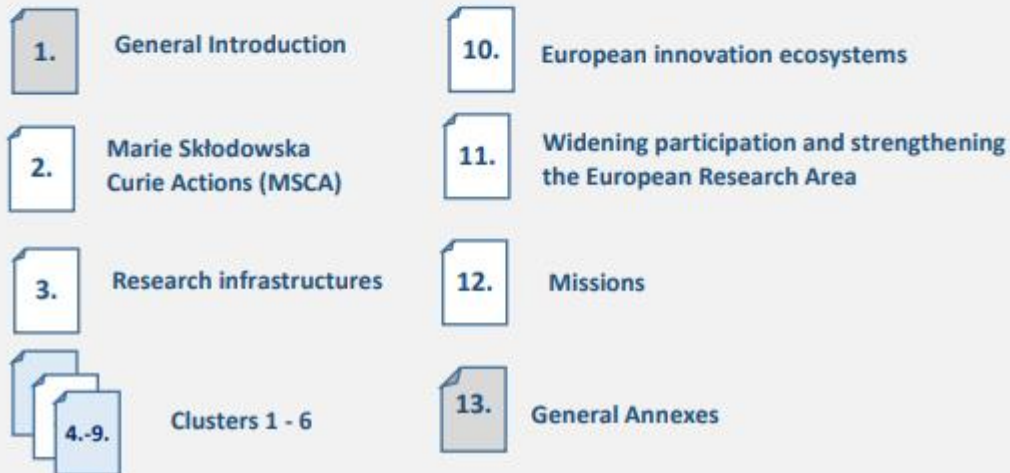 1. General Introduction
2. Marie Skłodowska
Curie Actions (MSCA)
3. Research infrastructures
4.-9. Clusters 1 - 6
10. European innovation ecosystems
11. Widening participation and strengthening
the European Research Area
12. Missions
13. General Annexes